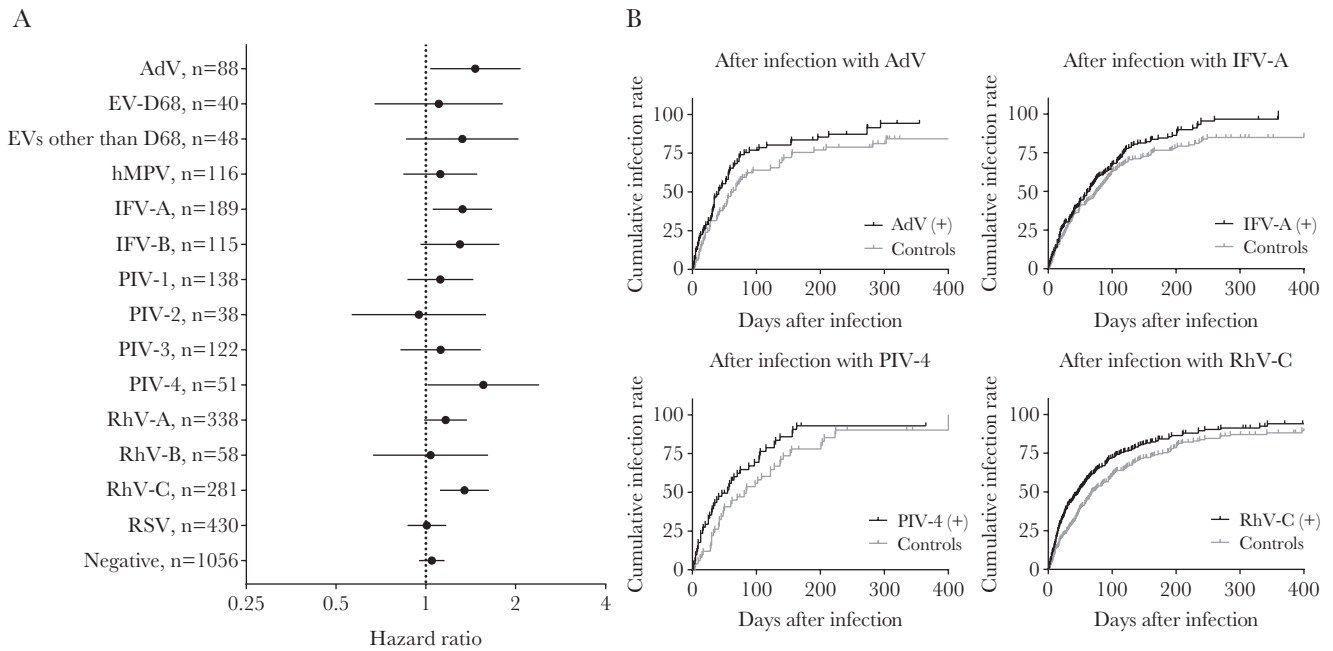 A
AdV, n=88
EV-D68, n=40
EVs other than D68, n=48
hMPV, n=116
IFV-A, n=189
IFV-B, n=115
PIV-1, n=138
PIV-2, n=38
PIV-3, n=122
PIV-4, n=51
RhV-A, n=338
RhV-B, n=58
RhV-C, n=281
RSV, n=430
Negative, n=1056
0.25 0.5 1 2 4
Hazard ratio
B
After infection with AdV
Cumulative infection rate
100
75
50
25
0
AdV (+)
Controls
0 100 200 300 400
Days after infection
After infection with IFV-A
Cumulative infection rate
100
75
50
25
0
IFV-A (+)
Controls
0 100 200 300 400
Days after infection
After infection with PIV-4
Cumulative infection rate
100
75
50
25
0
PIV-4 (+)
Controls
0 100 200 300 400
Days after infection
After infection with RhV-C
Cumulative infection rate
100
75
50
25
0
RhV-C (+)
Controls
0 100 200 300 400
Days after infection